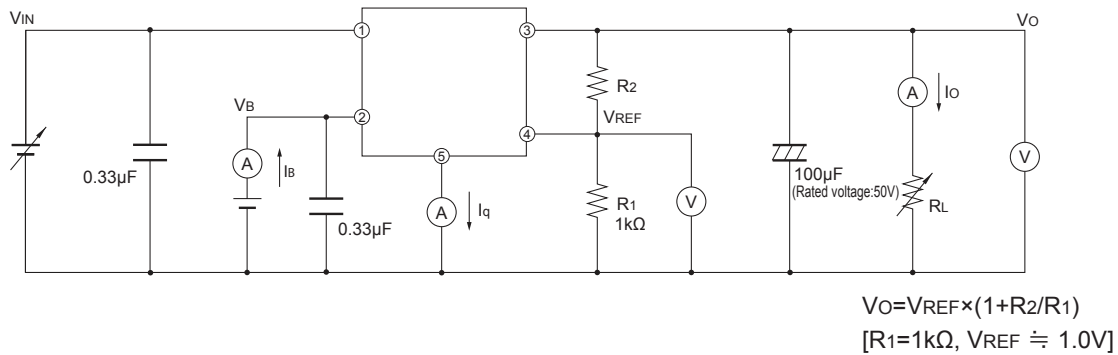 VIN
1
3
VO
R2
A
IO
VB
2
VREF
4
A
IB
5
0.33μF
100μF
(Rated voltage:50V)
V
A
Iq
R1
1kΩ
V
RL
0.33μF
VO=VREF×(1+R2/R1)
[R1=1kΩ, VREF ≒ 1.0V]